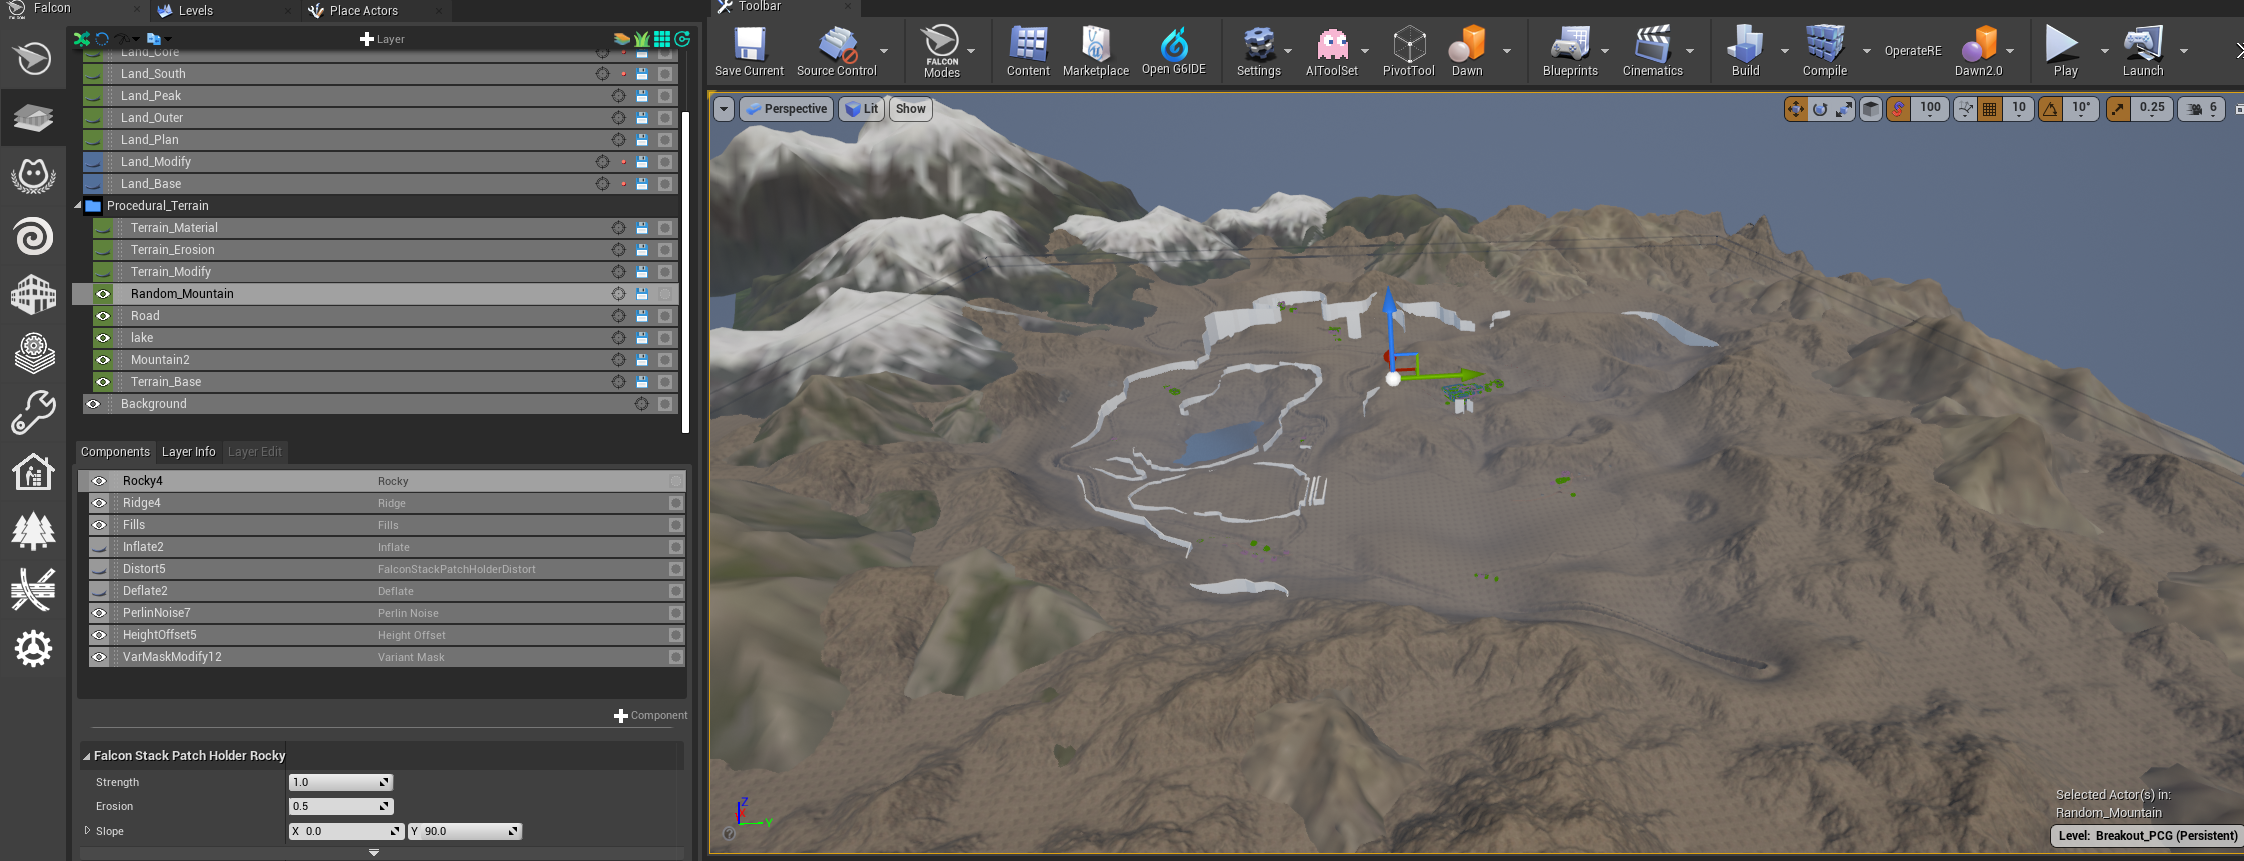 Falcon
Levels
Place Actors
Toolbar
Layer
Land_Core
Land_South
Land_Peak
Land_Outer
Land_Plan
Land_Modify
Land_Base
Procedural_Terrain
Terrain_Material
Terrain_Erosion
Terrain_Modify
Random_Mountain
Road
lake
Mountain2
Terrain_Base
Background
Components Layer Info Layer Edit
Rocky4 Rocky
Ridge4 Ridge
Fills Fills
Inflate2 Inflate
Distort5 FalconStackPatchHolderDistort
Deflate2 Deflate
PerlinNoise7 Perlin Noise
HeightOffset5 Height Offset
VarMaskModify12 Variant Mask
Component
Falcon Stack Patch Holder Rocky
Strength 1.0
Erosion 0.5
Slope X 0.0 Y 90.0
Save Current
Source Control
FALCON
Modes
Content
Marketplace
Open G6IDE
Settings
AIToolSet
PivotTool
Dawn
Blueprints
Cinematics
Build
Compile
OperateRE
Dawn2.0
Play
Launch
Perspective Lit Show
100 10 10° 0.25 6
Z
X
Y
Selected Actor(s) in:
Random_Mountain
Level: Breakout_PCG (Persistent)